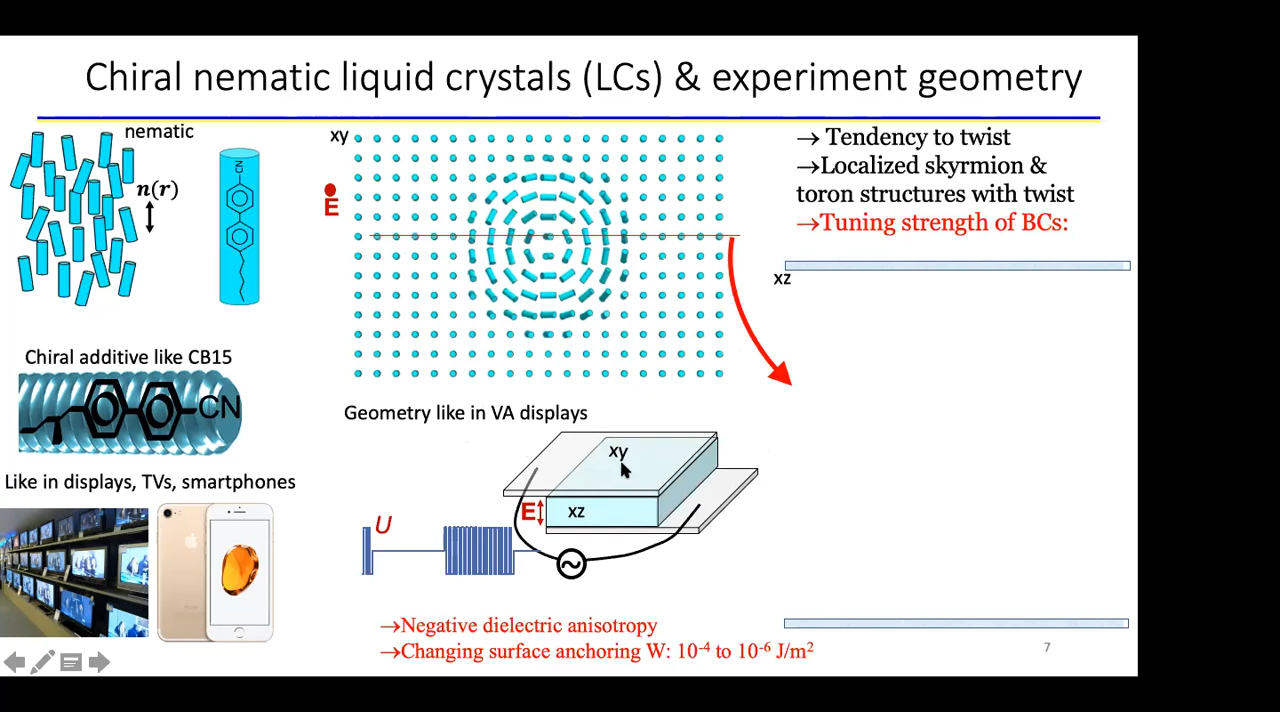 Chiral nematic liquid crystals (LCs) & experiment geometry
nematic
n(r)
Chiral additive like CB15
CN
Like in displays, TVs, smartphones
xy
E
Geometry like in VA displays
xy
E
xz
U
→Negative dielectric anisotropy
→Changing surface anchoring W: 10⁻⁴ to 10⁻⁶ J/m²
→ Tendency to twist
→Localized skyrmion &
toron structures with twist
→Tuning strength of BCs:
xz
7